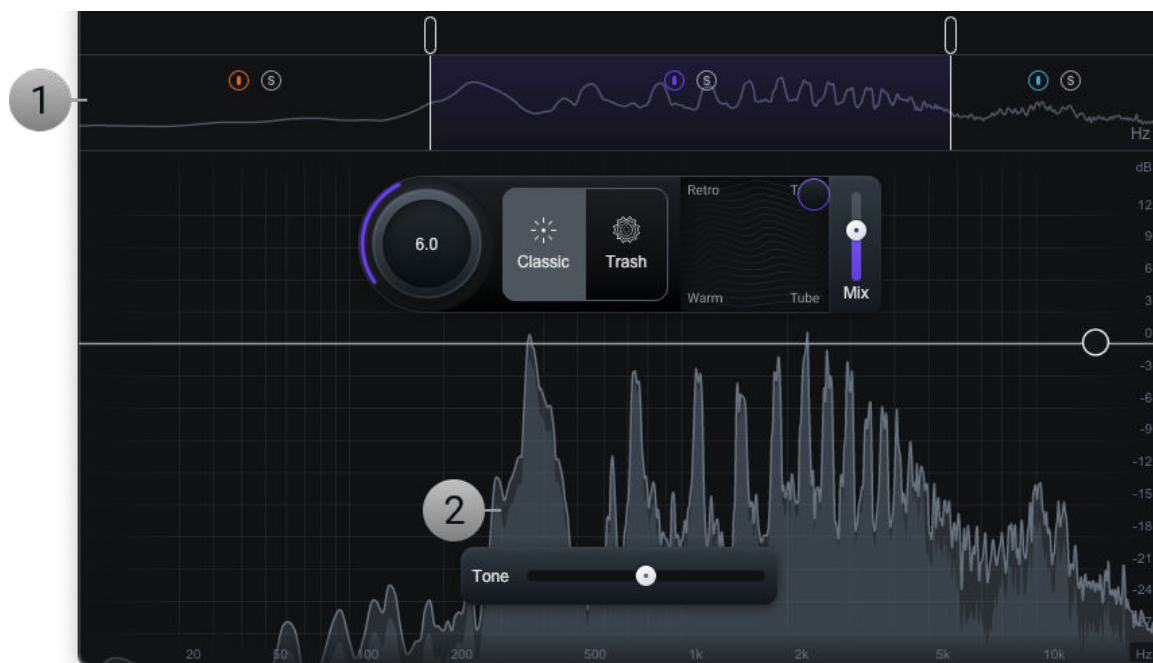 1
S
S
S
Hz
dB
Retro
T
12
9
6.0
Classic
Trash
6
Warm
Tube
Mix
3
0
-3
-6
-9
-12
2
-15
-18
-21
Tone
-24
-27
20
50
100
200
500
1k
2k
5k
10k
Hz